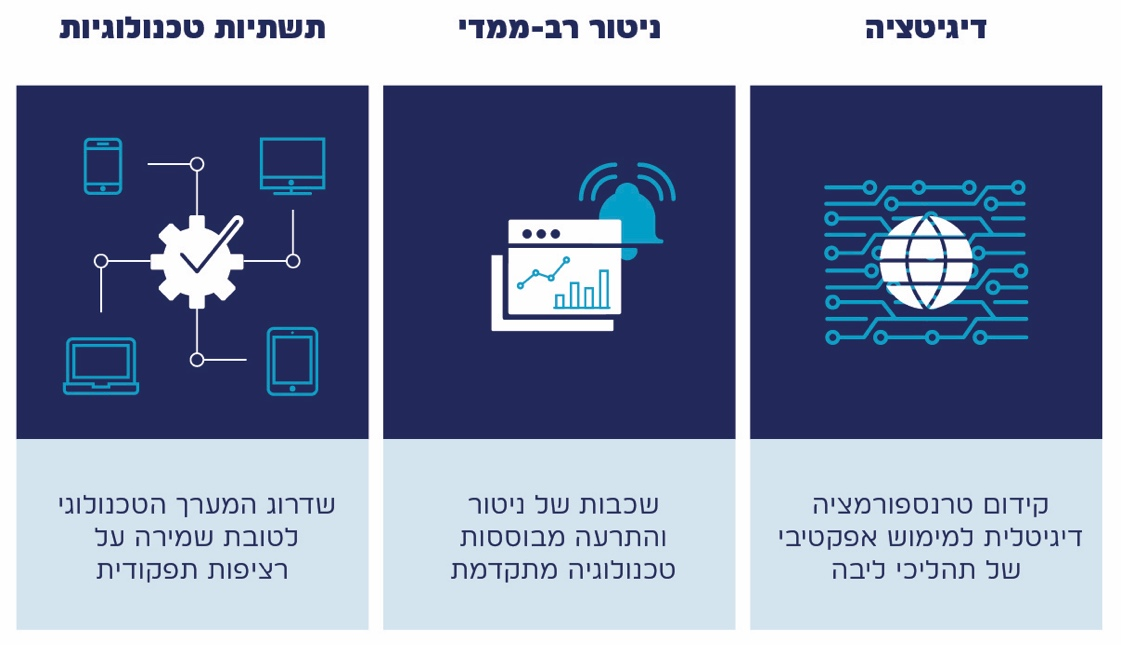 דיגיטציה
קידום טרנספורמציה
דיגיטלית למימוש אפקטיבי
של תהליכי ליבה
ניטור רב-ממדי
שכבות של ניטור
והתרעה מבוססות
טכנולוגיה מתקדמת
תשתיות טכנולוגיות
שדרוג המערך הטכנולוגי
לטובת שמירה על
רציפות תפקודית